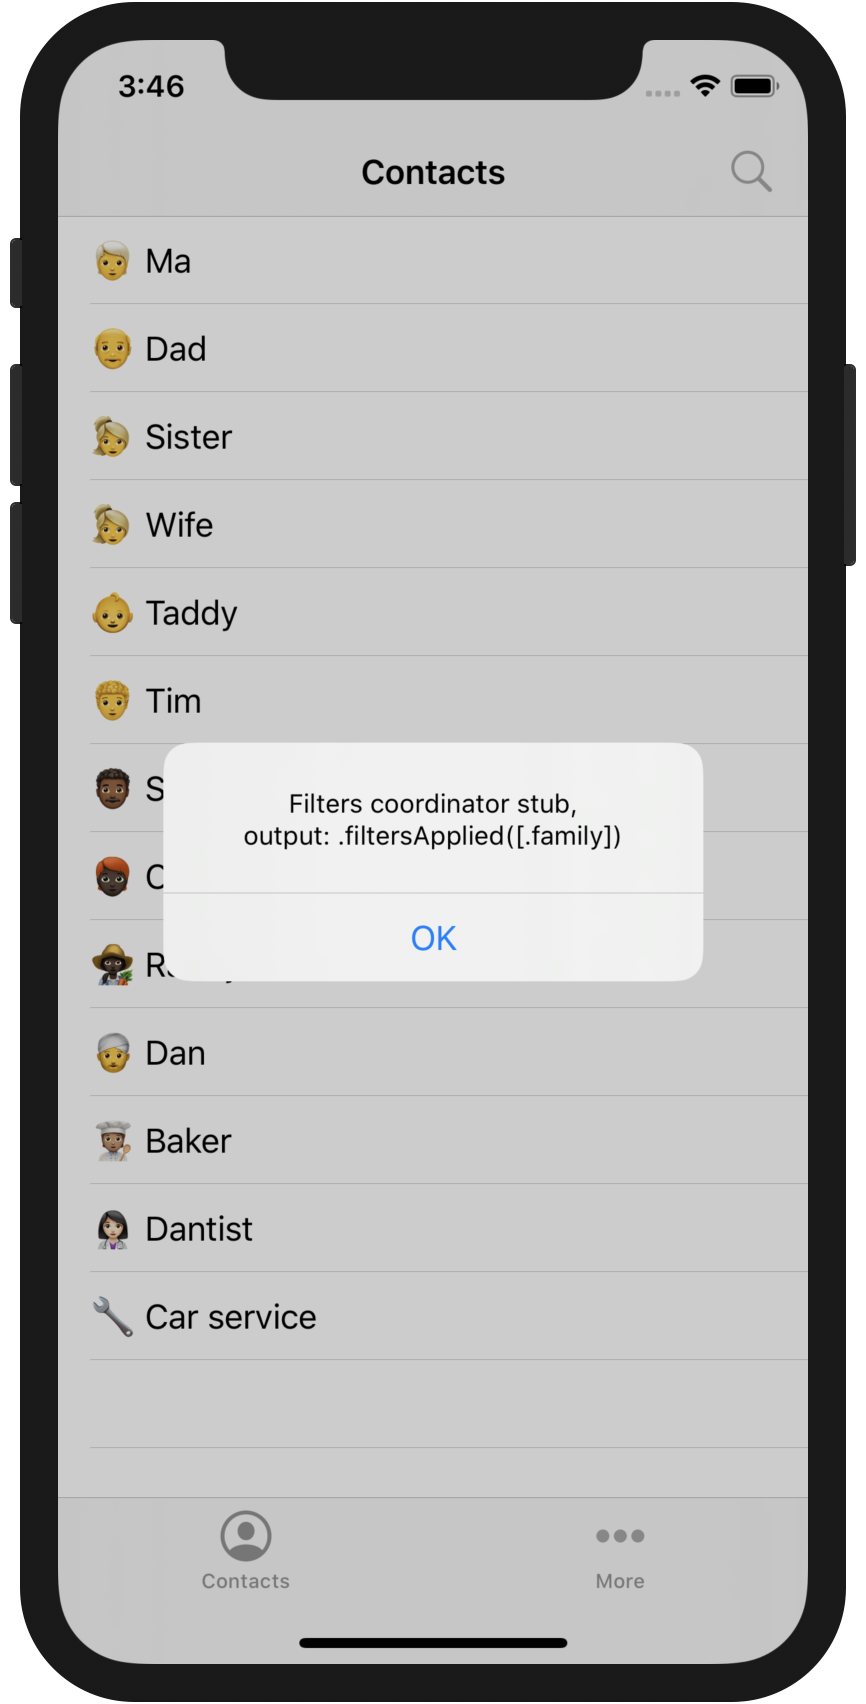 3:46
Contacts
Ma
Dad
Sister
Wife
Taddy
Tim
Filters coordinator stub,
output: .filtersApplied([.family])
OK
Dan
Baker
Dantist
Car service
Contacts
More